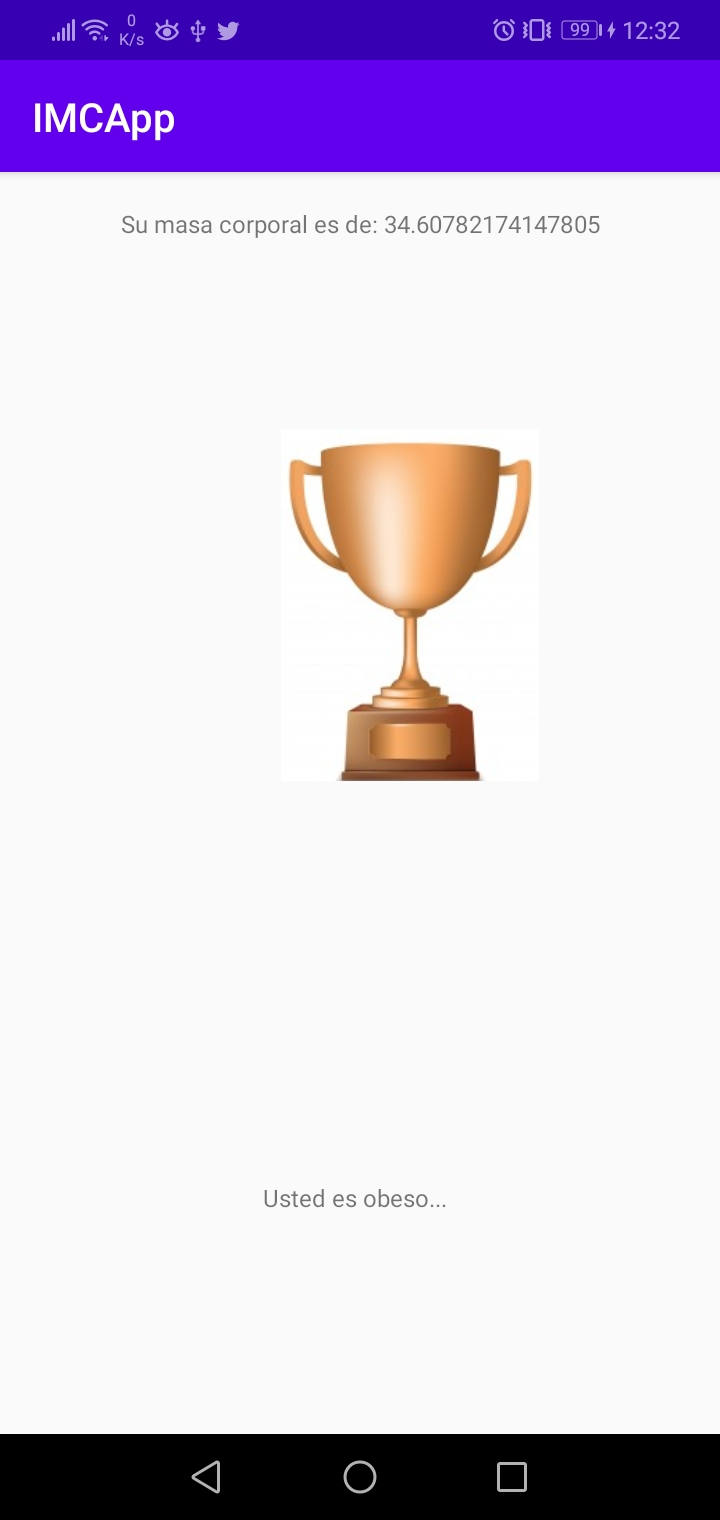 0
K/s
99
12:32
IMCApp
Su masa corporal es de: 34.60782174147805
Usted es obeso...